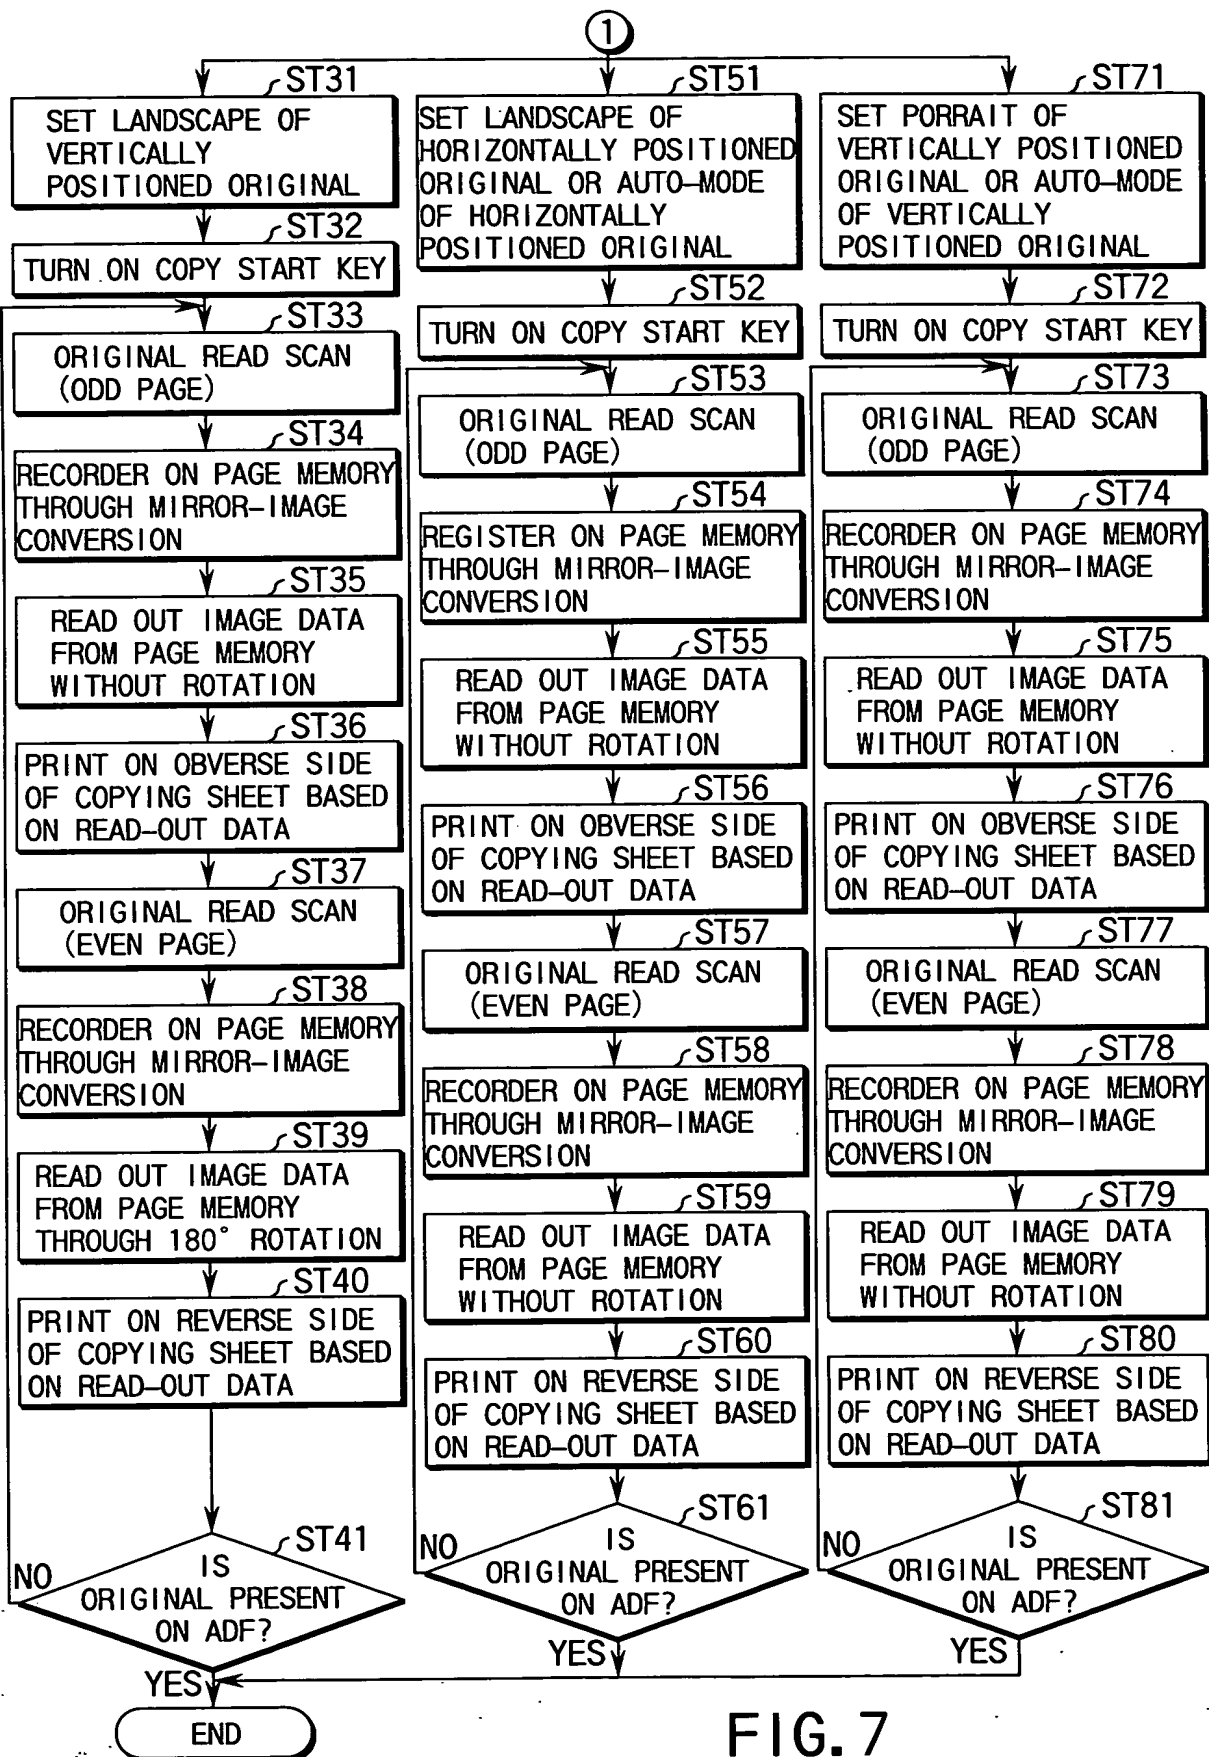 1
ST31
SET LANDSCAPE OF
VERTICALLY
POSITIONED ORIGINAL
ST32
TURN ON COPY START KEY
ST33
ORIGINAL READ SCAN
(ODD PAGE)
ST34
RECORDER ON PAGE MEMORY
THROUGH MIRROR-IMAGE
CONVERSION
ST35
READ OUT IMAGE DATA
FROM PAGE MEMORY
WITHOUT ROTATION
ST36
PRINT ON OBVERSE SIDE
OF COPYING SHEET BASED
ON READ-OUT DATA
ST37
ORIGINAL READ SCAN
(EVEN PAGE)
ST38
RECORDER ON PAGE MEMORY
THROUGH MIRROR-IMAGE
CONVERSION
ST39
READ OUT IMAGE DATA
FROM PAGE MEMORY
THROUGH 180° ROTATION
ST40
PRINT ON REVERSE SIDE
OF COPYING SHEET BASED
ON READ-OUT DATA
ST41
NO
IS
ORIGINAL PRESENT
ON ADF?
YES
END
ST51
SET LANDSCAPE OF
HORIZONTALLY POSITIONED
ORIGINAL OR AUTO-MODE
OF HORIZONTALLY
POSITIONED ORIGINAL
ST52
TURN ON COPY START KEY
ST53
ORIGINAL READ SCAN
(ODD PAGE)
ST54
REGISTER ON PAGE MEMORY
THROUGH MIRROR-IMAGE
CONVERSION
ST55
READ OUT IMAGE DATA
FROM PAGE MEMORY
WITHOUT ROTATION
ST56
PRINT ON OBVERSE SIDE
OF COPYING SHEET BASED
ON READ-OUT DATA
ST57
ORIGINAL READ SCAN
(EVEN PAGE)
ST58
RECORDER ON PAGE MEMORY
THROUGH MIRROR-IMAGE
CONVERSION
ST59
READ OUT IMAGE DATA
FROM PAGE MEMORY
WITHOUT ROTATION
ST60
PRINT ON REVERSE SIDE
OF COPYING SHEET BASED
ON READ-OUT DATA
ST61
NO
IS
ORIGINAL PRESENT
ON ADF?
YES
ST71
SET PORRAIT OF
VERTICALLY POSITIONED
ORIGINAL OR AUTO-MODE
OF VERTICALLY
POSITIONED ORIGINAL
ST72
TURN ON COPY START KEY
ST73
ORIGINAL READ SCAN
(ODD PAGE)
ST74
RECORDER ON PAGE MEMORY
THROUGH MIRROR-IMAGE
CONVERSION
ST75
READ OUT IMAGE DATA
FROM PAGE MEMORY
WITHOUT ROTATION
ST76
PRINT ON OBVERSE SIDE
OF COPYING SHEET BASED
ON READ-OUT DATA
ST77
ORIGINAL READ SCAN
(EVEN PAGE)
ST78
RECORDER ON PAGE MEMORY
THROUGH MIRROR-IMAGE
CONVERSION
ST79
READ OUT IMAGE DATA
FROM PAGE MEMORY
WITHOUT ROTATION
ST80
PRINT ON REVERSE SIDE
OF COPYING SHEET BASED
ON READ-OUT DATA
ST81
NO
IS
ORIGINAL PRESENT
ON ADF?
YES
FIG.7